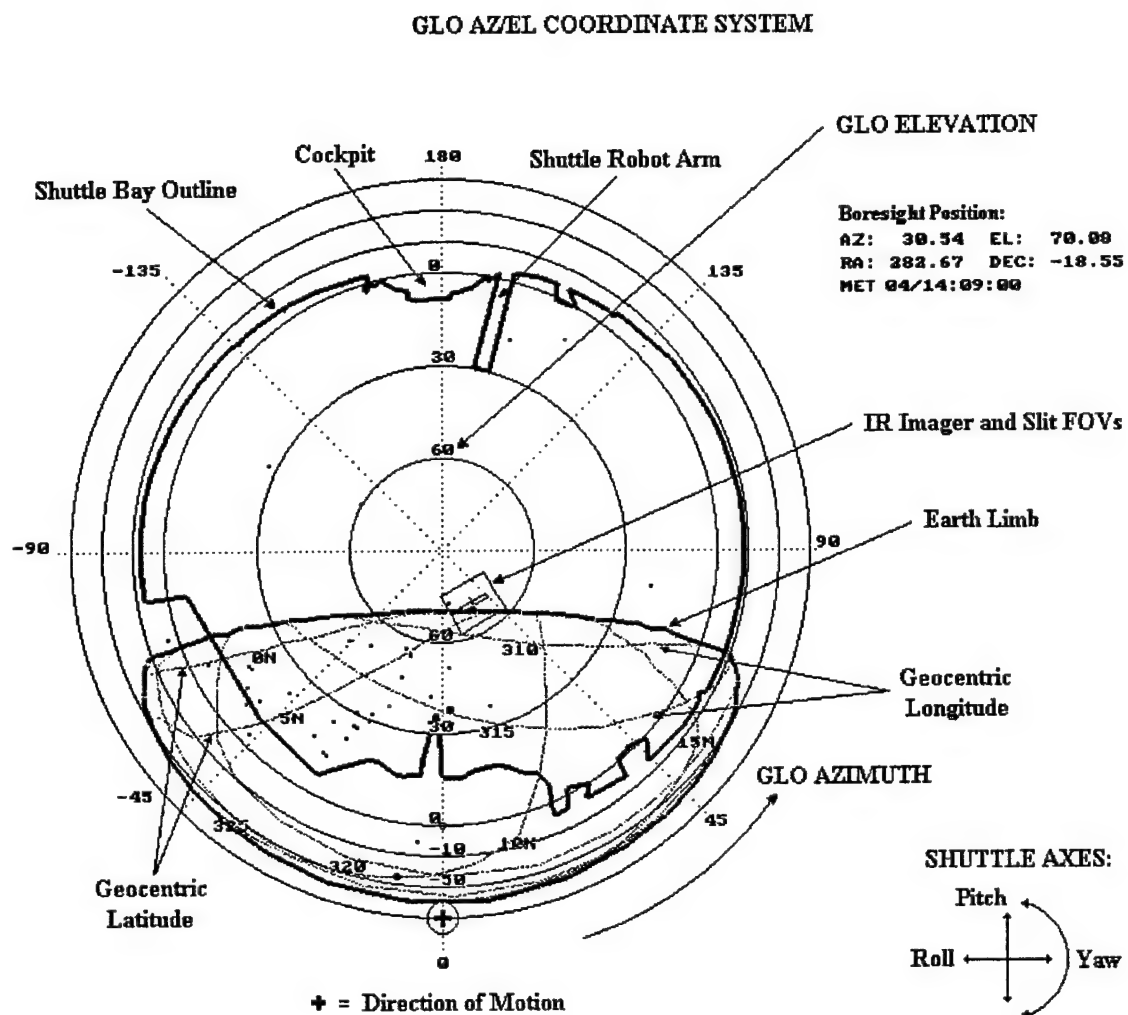 GLO AZ/EL COORDINATE SYSTEM
GLO ELEVATION
Cockpit
180
Shuttle Robot Arm
Shuttle Bay Outline
Boresight Position:
AZ: 30.54 EL: 70.08
RA: 282.67 DEC: -18.55
MET 04/14:09:00
-135
0
135
30
IR Imager and Slit FOVs
60
Earth Limb
-90
90
60
310
0N
Geocentric
Longitude
5N
30
315
15N
GLO AZIMUTH
-45
45
325
0
10N
-10
320
-50
SHUTTLE AXES:
Geocentric
Latitude
Pitch
Roll
Yaw
0
+ = Direction of Motion